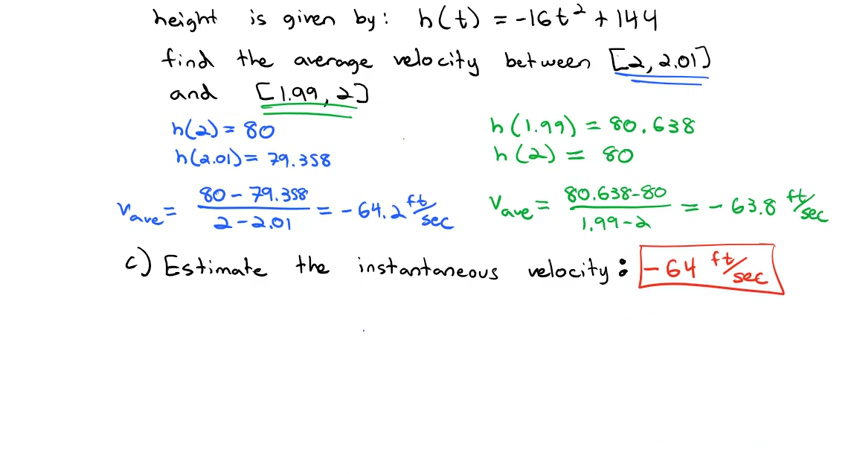 height is given by: h(t) = -16t² + 144
find the average velocity between [2, 2.01]
and [1.99, 2]
h(2) = 80
h(2.01) = 79.358
v_ave = (80 - 79.358)/(2 - 2.01) = -64.2 ft/sec
h(1.99) = 80.638
h(2) = 80
v_ave = (80.638 - 80)/(1.99 - 2) = -63.8 ft/sec
c) Estimate the instantaneous velocity: -64 ft/sec